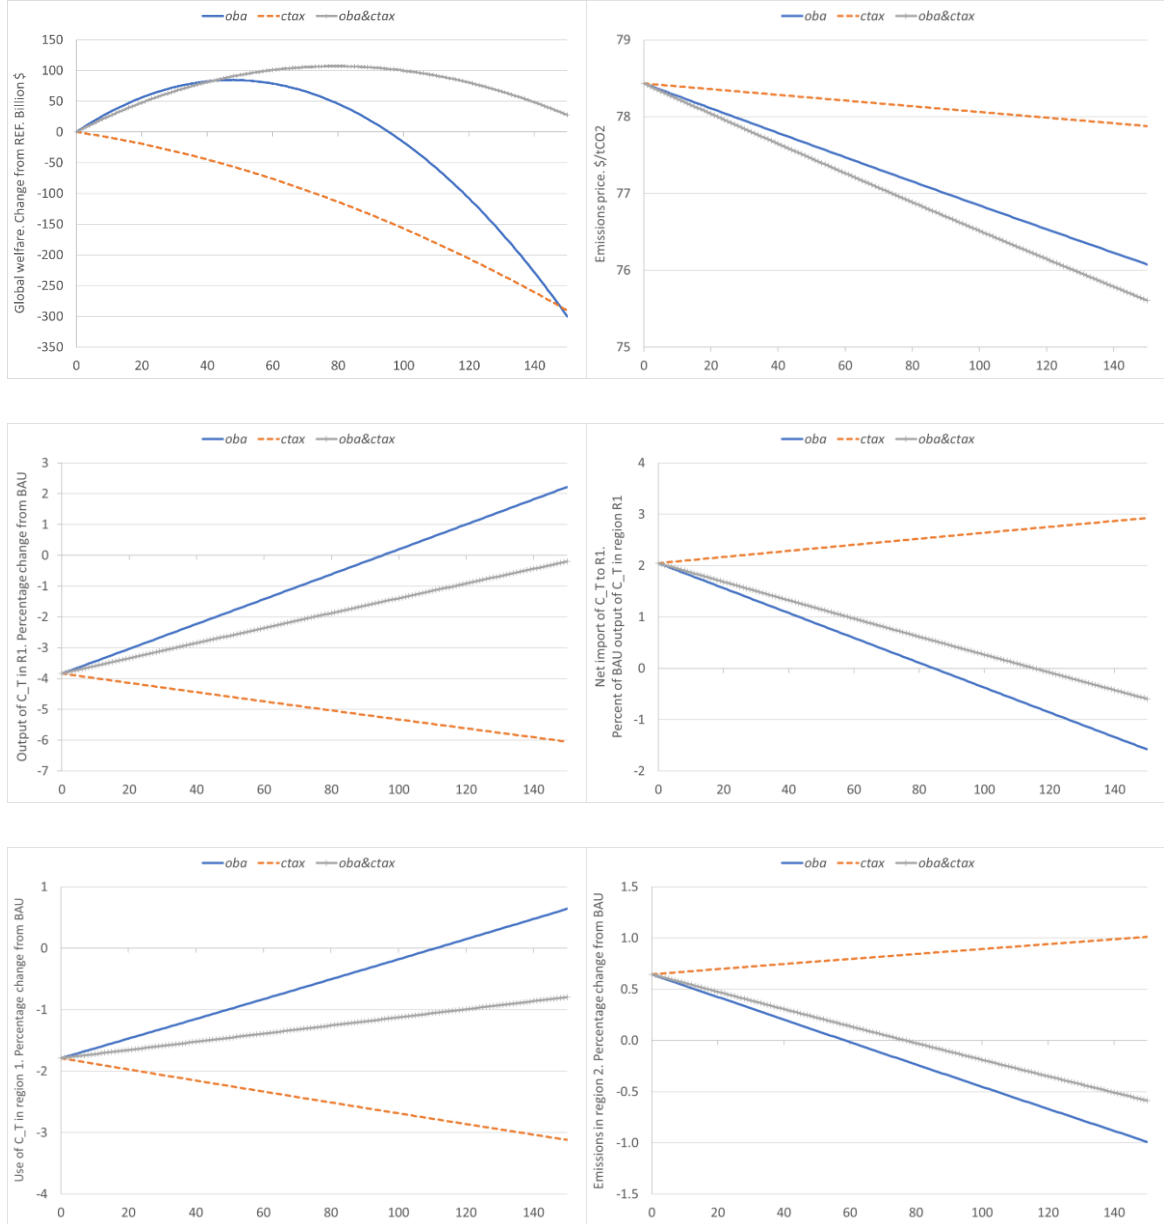 oba ctax oba&ctax
Global welfare. Change from REF. Billion $
150
100
50
0
-50
-100
-150
-200
-250
-300
-350
0 20 40 60 80 100 120 140
oba ctax oba&ctax
Emissions price. $/tCO2
79
78
77
76
75
0 20 40 60 80 100 120 140
oba ctax oba&ctax
Output of C_T in R1. Percentage change from BAU
3
2
1
0
-1
-2
-3
-4
-5
-6
-7
0 20 40 60 80 100 120 140
oba ctax oba&ctax
Net import of C_T to R1.
Percent of BAU output of C_T in region R1
4
3
2
1
0
-1
-2
0 20 40 60 80 100 120 140
oba ctax oba&ctax
Use of C_T in region 1. Percentage change from BAU
1
0
-1
-2
-3
-4
0 20 40 60 80 100 120 140
oba ctax oba&ctax
Emissions in region 2. Percentage change from BAU
1.5
1.0
0.5
0.0
-0.5
-1.0
-1.5
0 20 40 60 80 100 120 140